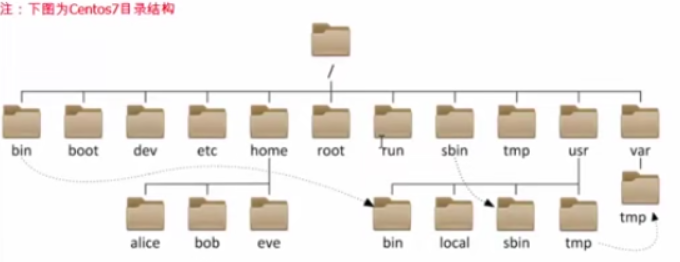 注：下图为Centos7目录结构
/
bin boot dev etc home root run sbin tmp usr var
alice bob eve bin local sbin tmp tmp